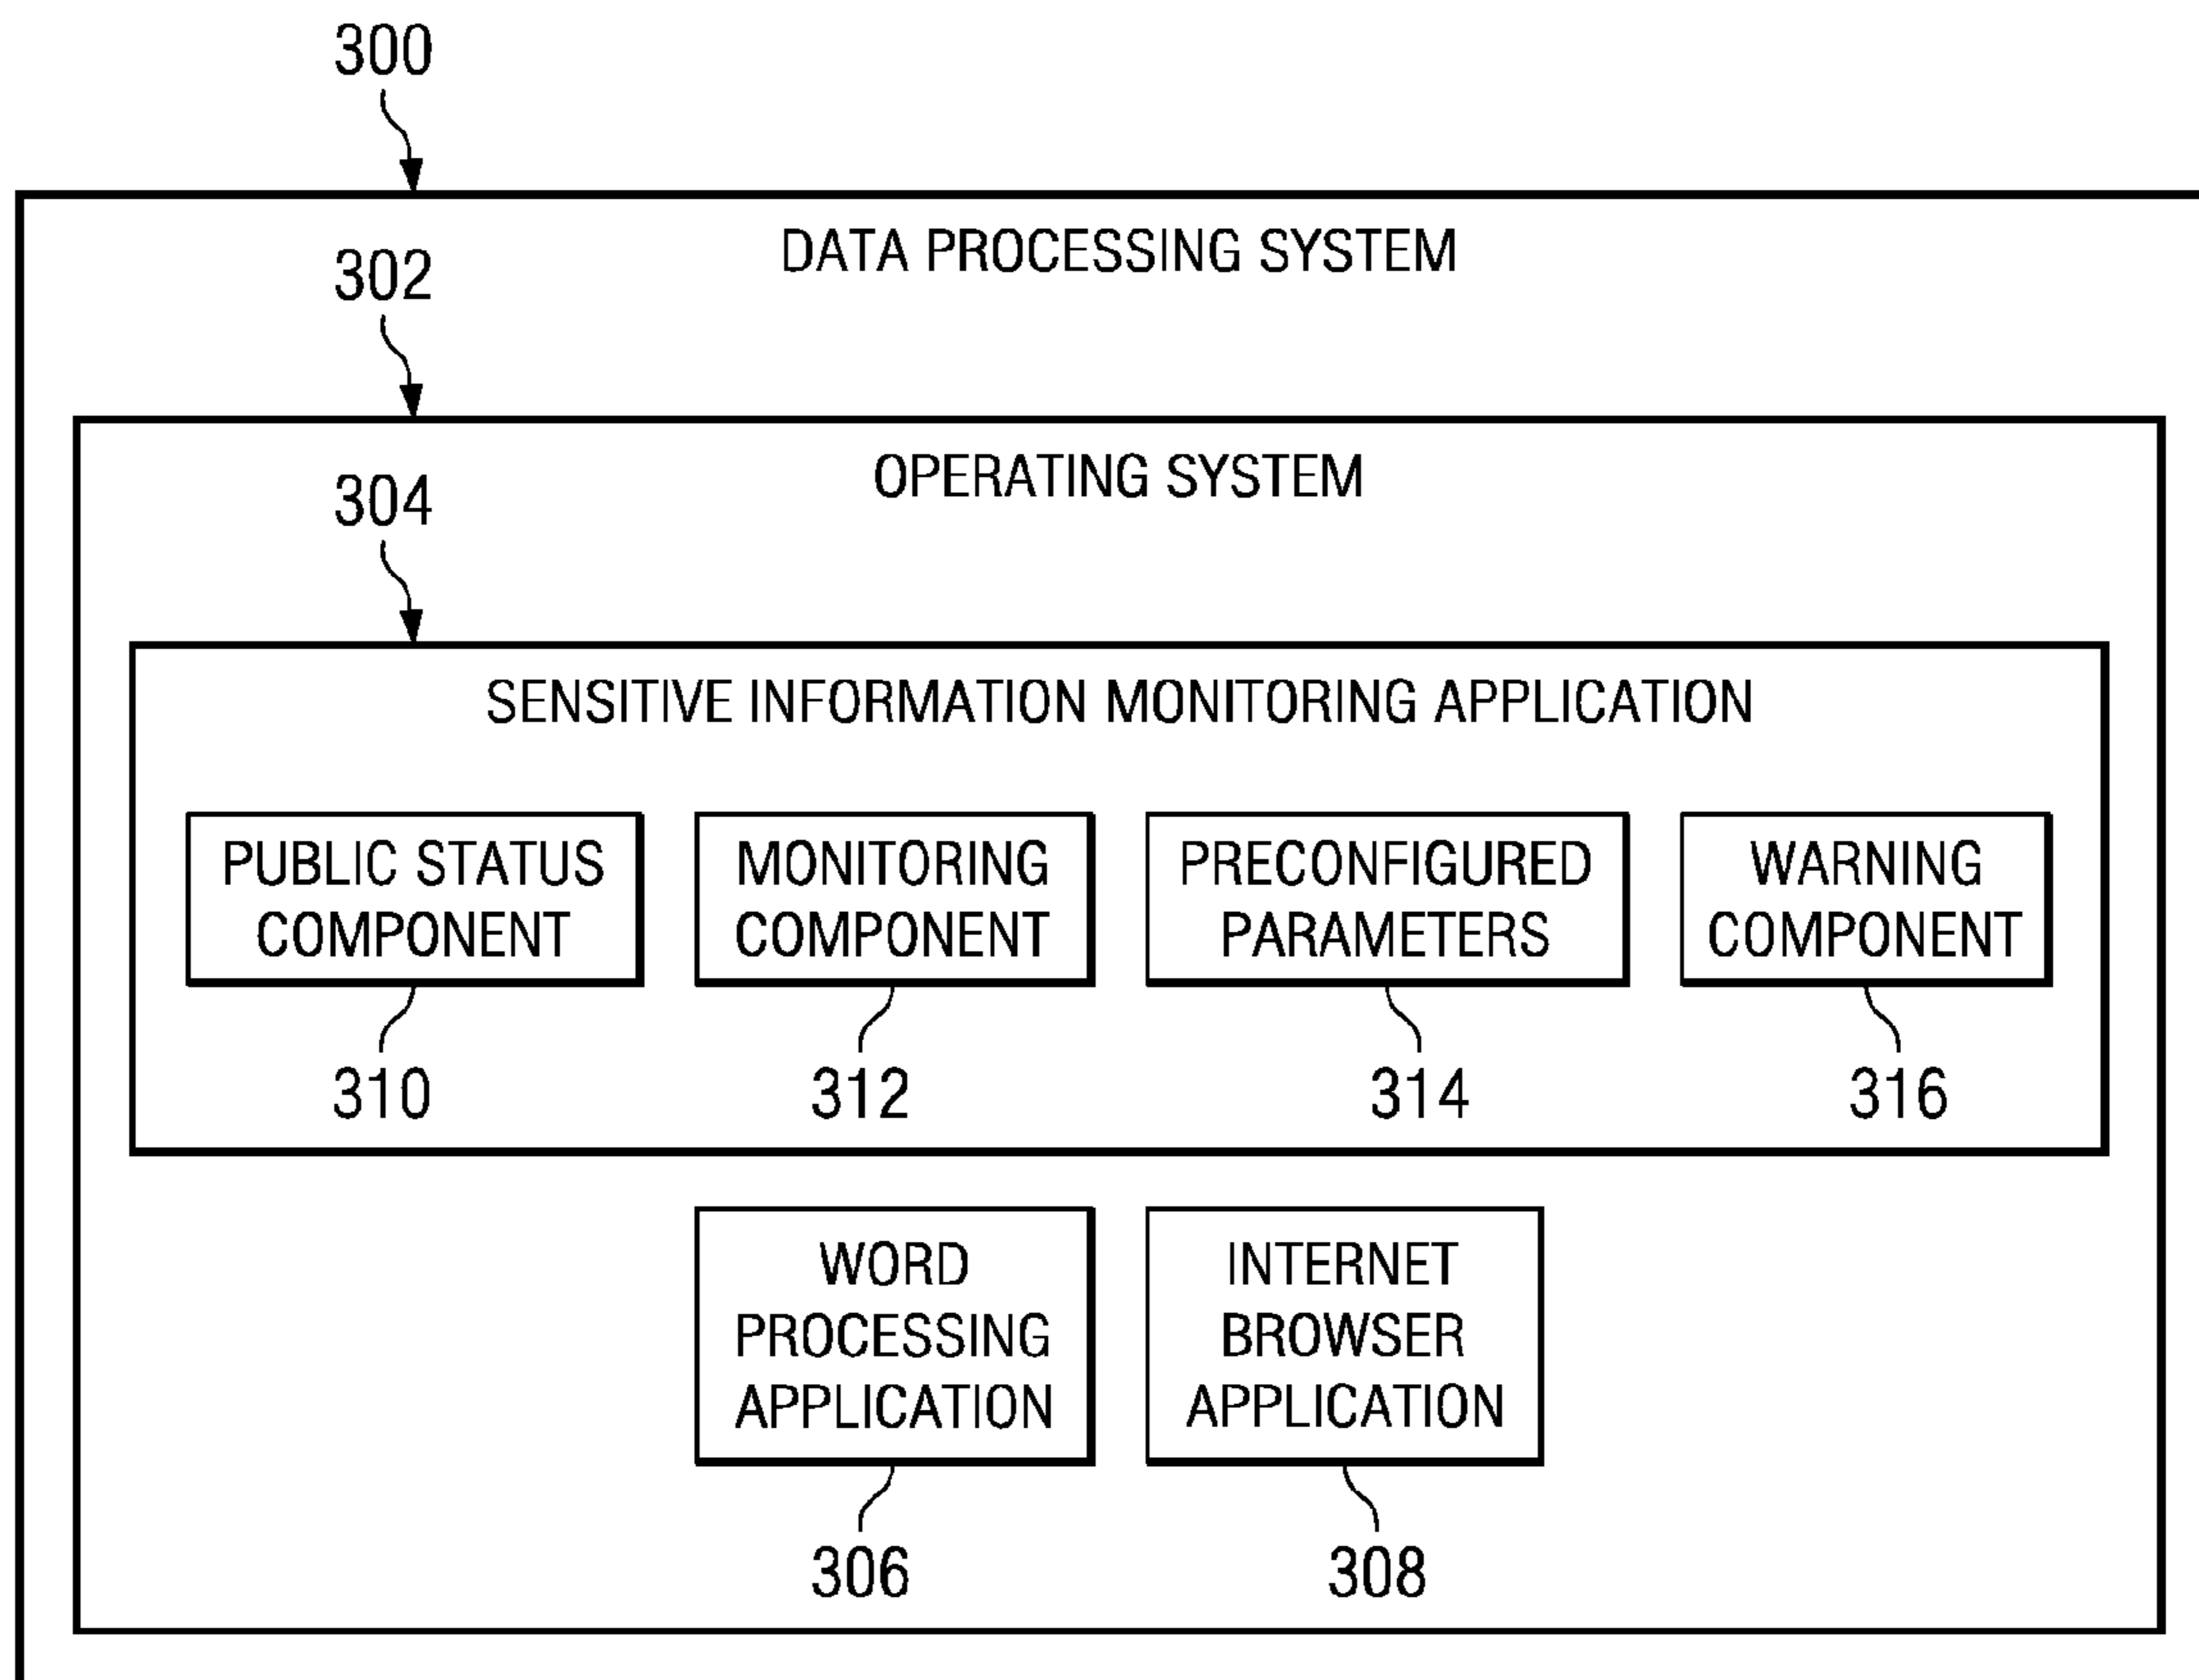 300
DATA PROCESSING SYSTEM
302
OPERATING SYSTEM
304
SENSITIVE INFORMATION MONITORING APPLICATION
PUBLIC STATUS
COMPONENT
MONITORING
COMPONENT
PRECONFIGURED
PARAMETERS
WARNING
COMPONENT
310
312
314
316
WORD
PROCESSING
APPLICATION
INTERNET
BROWSER
APPLICATION
306
308